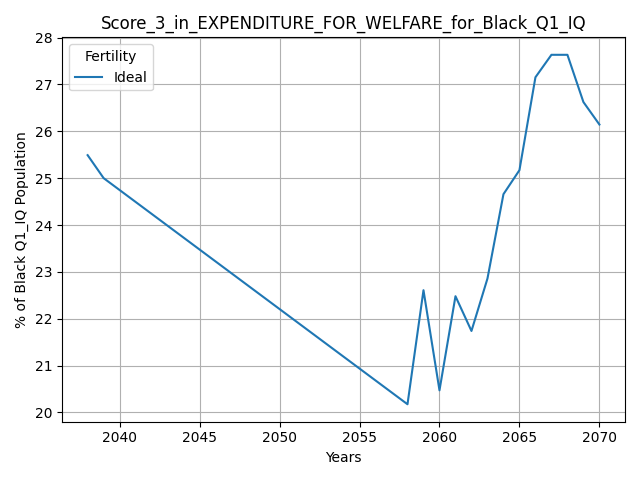 Score_3_in_EXPENDITURE_FOR_WELFARE_for_Black_Q1_IQ
Fertility
Ideal
% of Black Q1_IQ Population
28
27
26
25
24
23
22
21
20
2040 2045 2050 2055 2060 2065 2070
Years